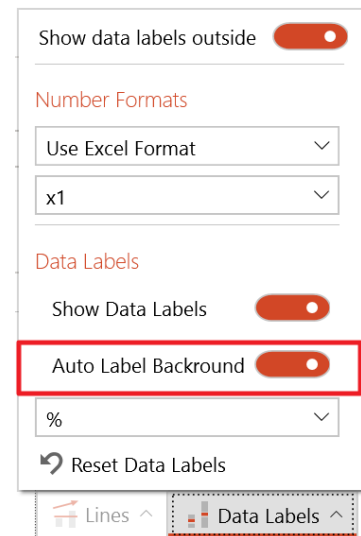 Show data labels outside
Number Formats
Use Excel Format
x1
Data Labels
Show Data Labels
Auto Label Backround
%
Reset Data Labels
Lines Data Labels